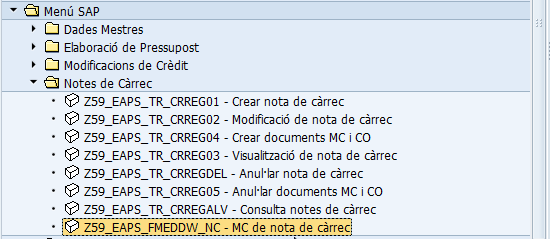 Menú SAP
Dades Mestres
Elaboració de Pressupost
Modificacions de Crèdit
Notes de Càrrec
Z59_EAPS_TR_CRREG01 - Crear nota de càrrec
Z59_EAPS_TR_CRREG02 - Modificació de nota de càrrec
Z59_EAPS_TR_CRREG04 - Crear documents MC i CO
Z59_EAPS_TR_CRREG03 - Visualització de nota de càrrec
Z59_EAPS_TR_CRREGDEL - Anul·lar nota de càrrec
Z59_EAPS_TR_CRREG05 - Anul·lar documents MC i CO
Z59_EAPS_TR_CRREGALV - Consulta notes de càrrec
Z59_EAPS_FMEDDW_NC - MC de nota de càrrec